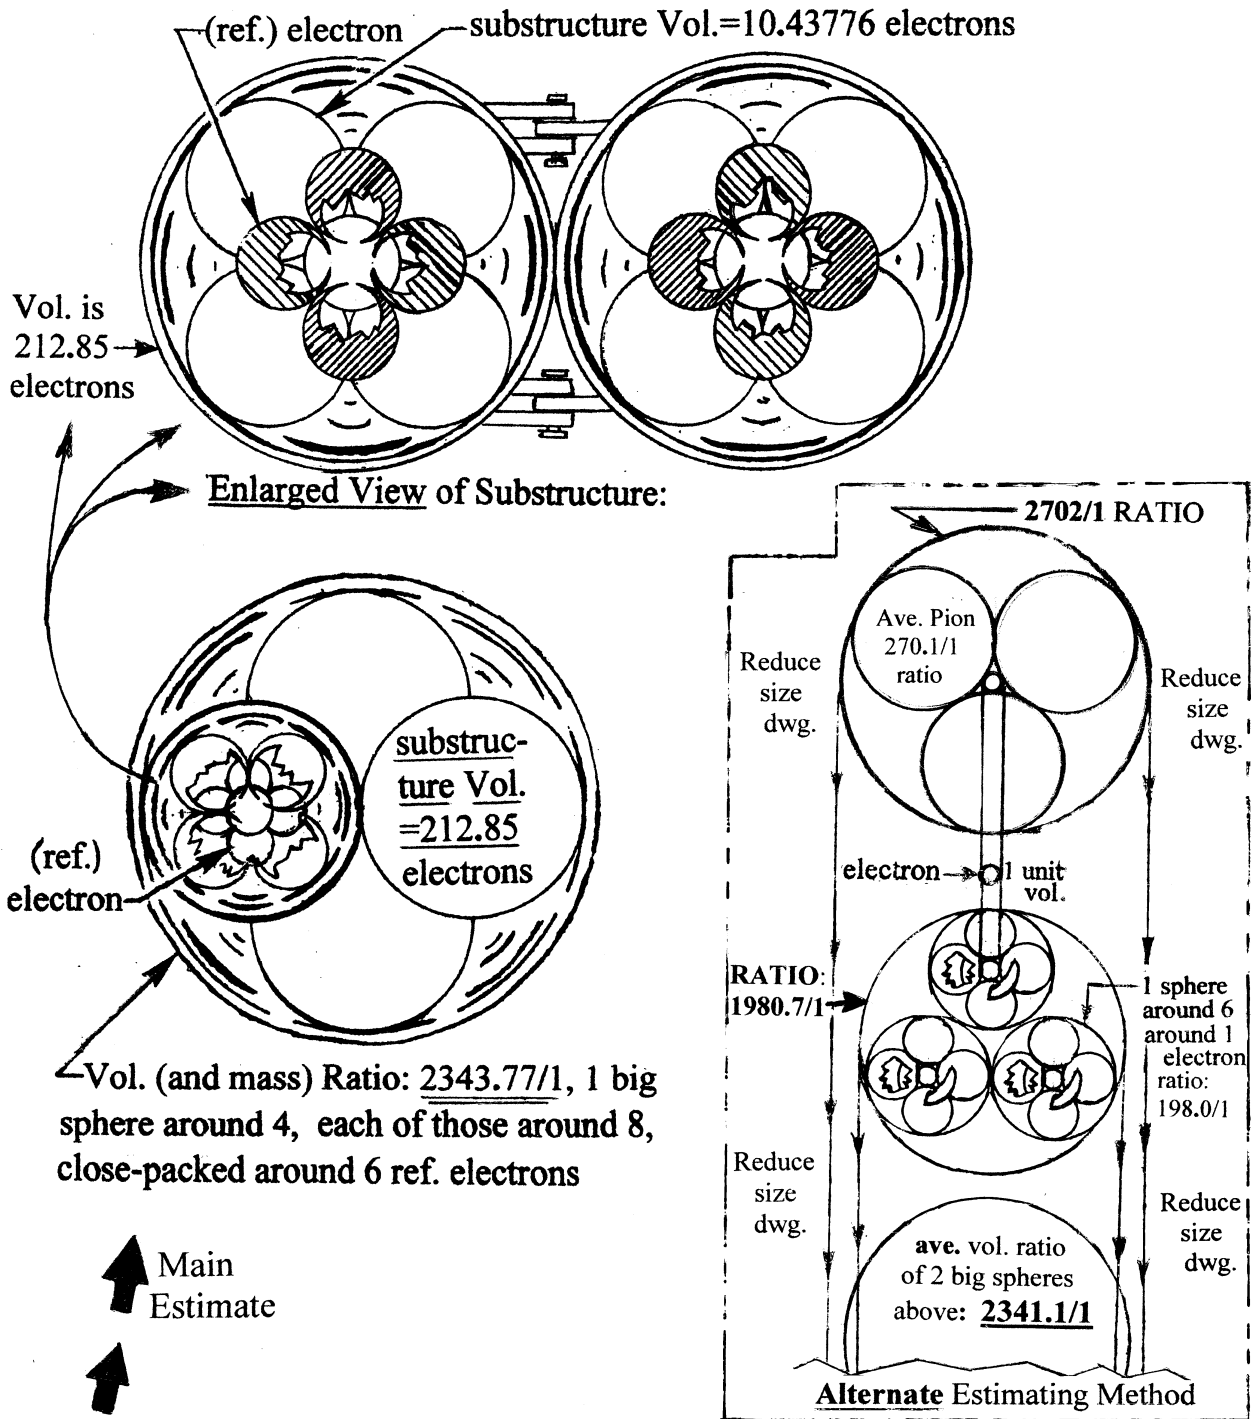 (ref.) electron
substructure Vol.=10.43776 electrons
Vol. is
212.85
electrons
Enlarged View of Substructure:
substruc-
ture Vol.
=212.85
electrons
(ref.)
electron
Vol. (and mass) Ratio: 2343.77/1, 1 big
sphere around 4, each of those around 8,
close-packed around 6 ref. electrons
Main
Estimate
2702/1 RATIO
Ave. Pion
270.1/1
ratio
Reduce
size
dwg.
Reduce
size
dwg.
electron
1 unit
vol.
RATIO:
1980.7/1
1 sphere
around 6
around 1
electron
ratio:
198.0/1
Reduce
size
dwg.
Reduce
size
dwg.
ave. vol. ratio
of 2 big spheres
above: 2341.1/1
Alternate Estimating Method